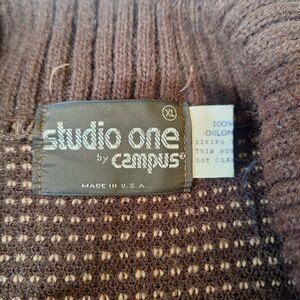 XL
studio one
by campus®
MADE IN U.S.A.
100%
ORLON